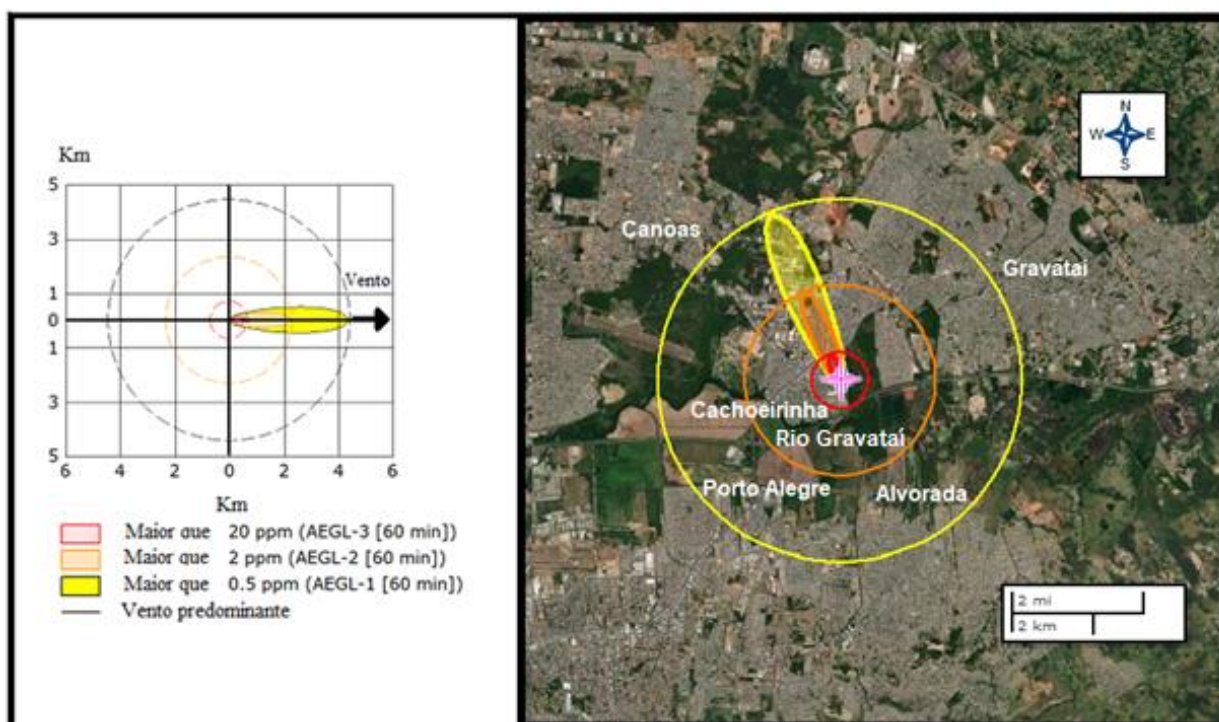 Km
5
3
1
0
1
3
5
6 4 2 0 2 4 6
Km
Vento
Maior que 20 ppm (AEGL-3 [60 min])
Maior que 2 ppm (AEGL-2 [60 min])
Maior que 0.5 ppm (AEGL-1 [60 min])
Vento predominante
N
W E
S
Canoas
Gravatai
Cachoeirinha
Rio Gravataí
Porto Alegre
Alvorada
2 mi
2 km